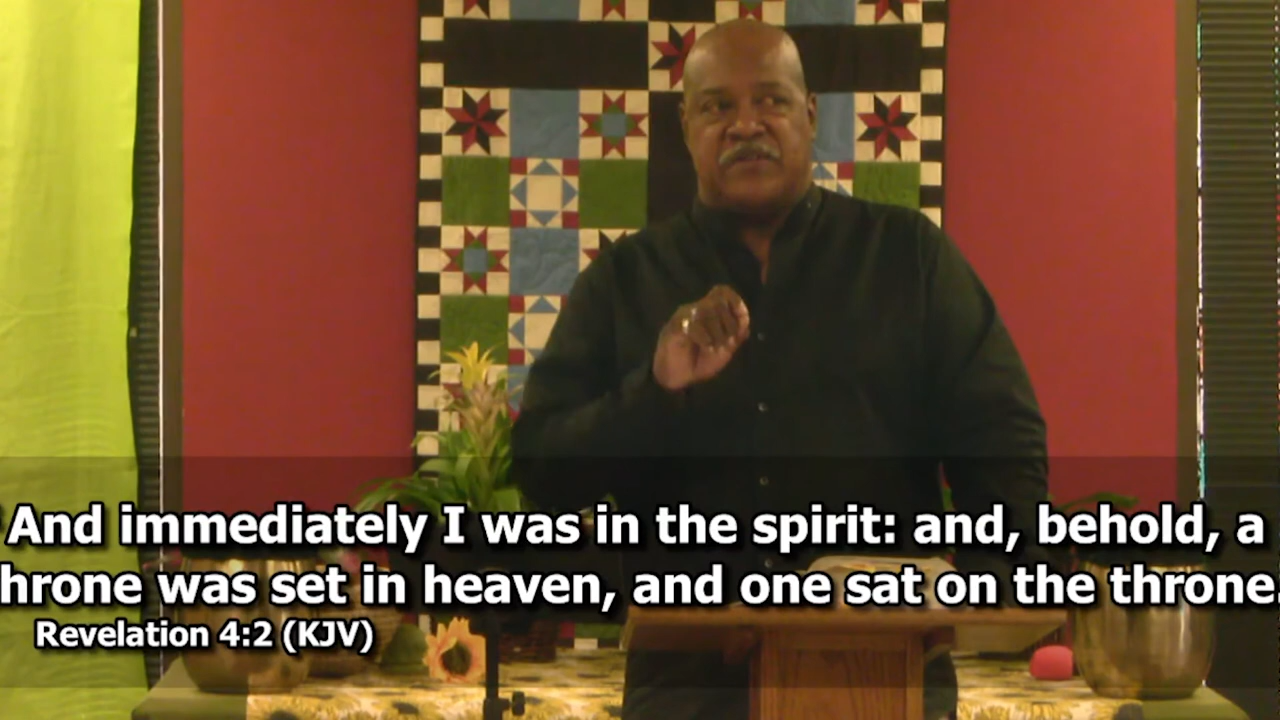 And immediately I was in the spirit: and, behold, a
hrone was set in heaven, and one sat on the throne.
Revelation 4:2 (KJV)